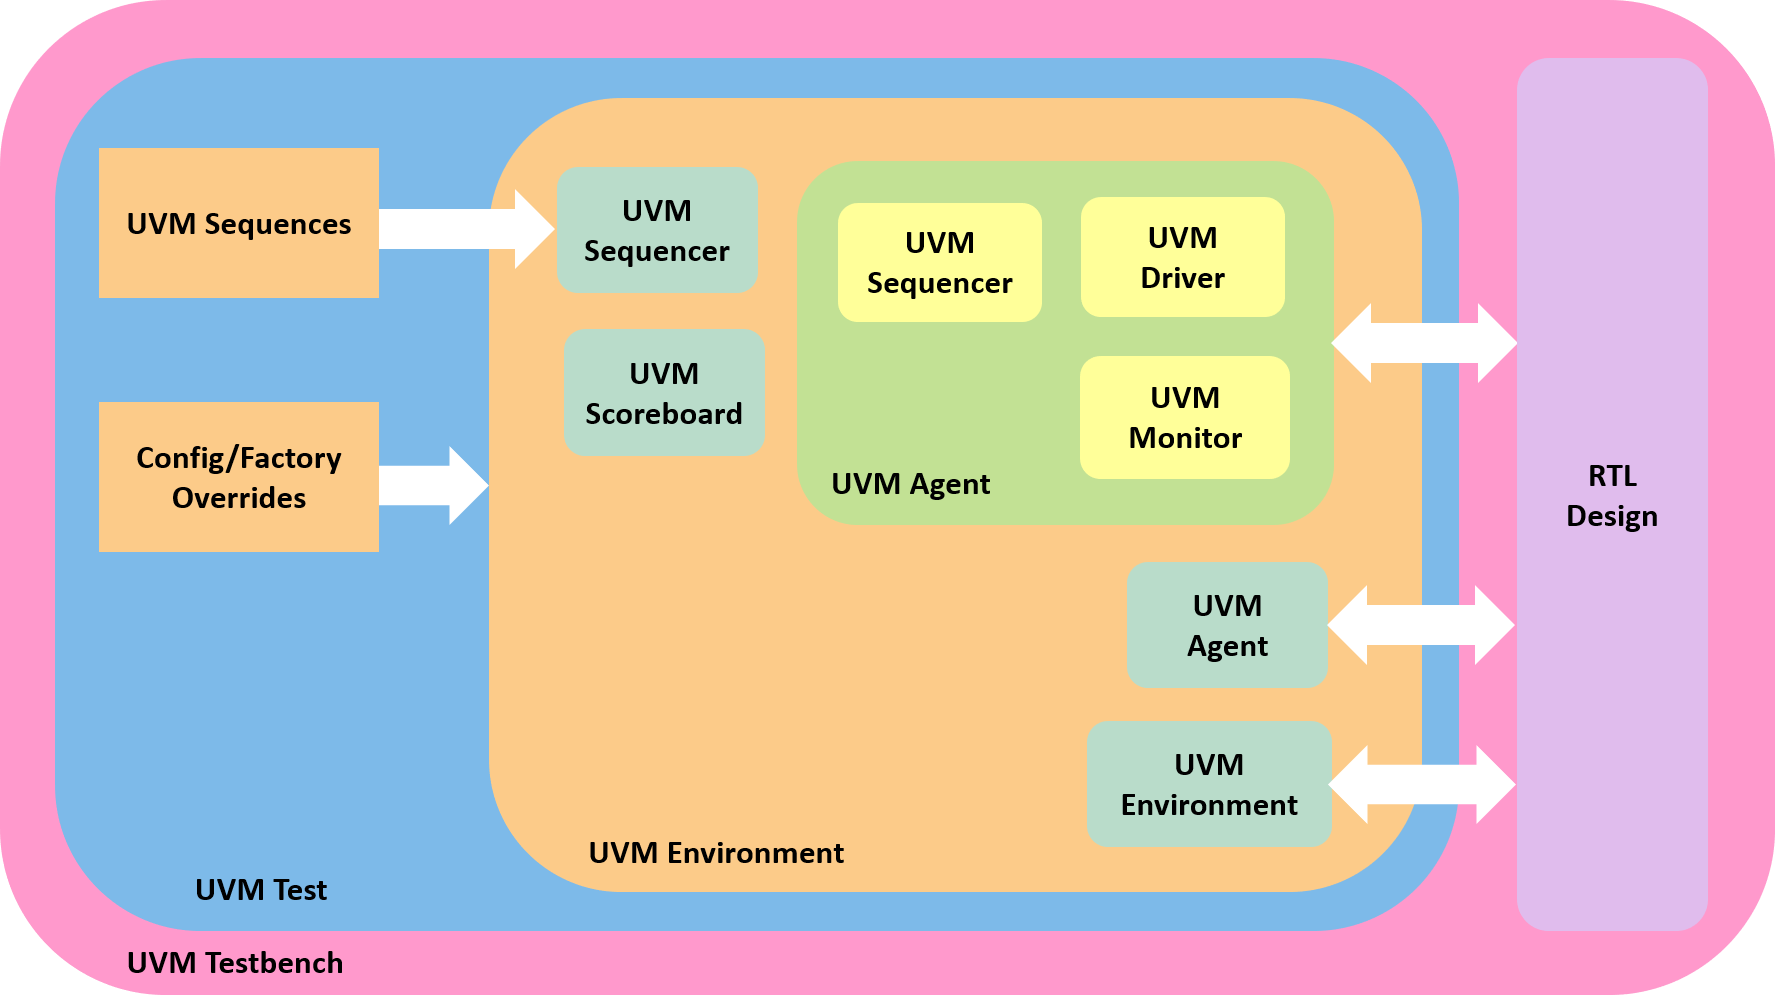 UVM Sequences
Config/Factory
Overrides
UVM
Sequencer
UVM
Scoreboard
UVM
Sequencer
UVM
Driver
UVM
Monitor
UVM Agent
UVM
Agent
UVM
Environment
UVM Environment
UVM Test
UVM Testbench
RTL
Design